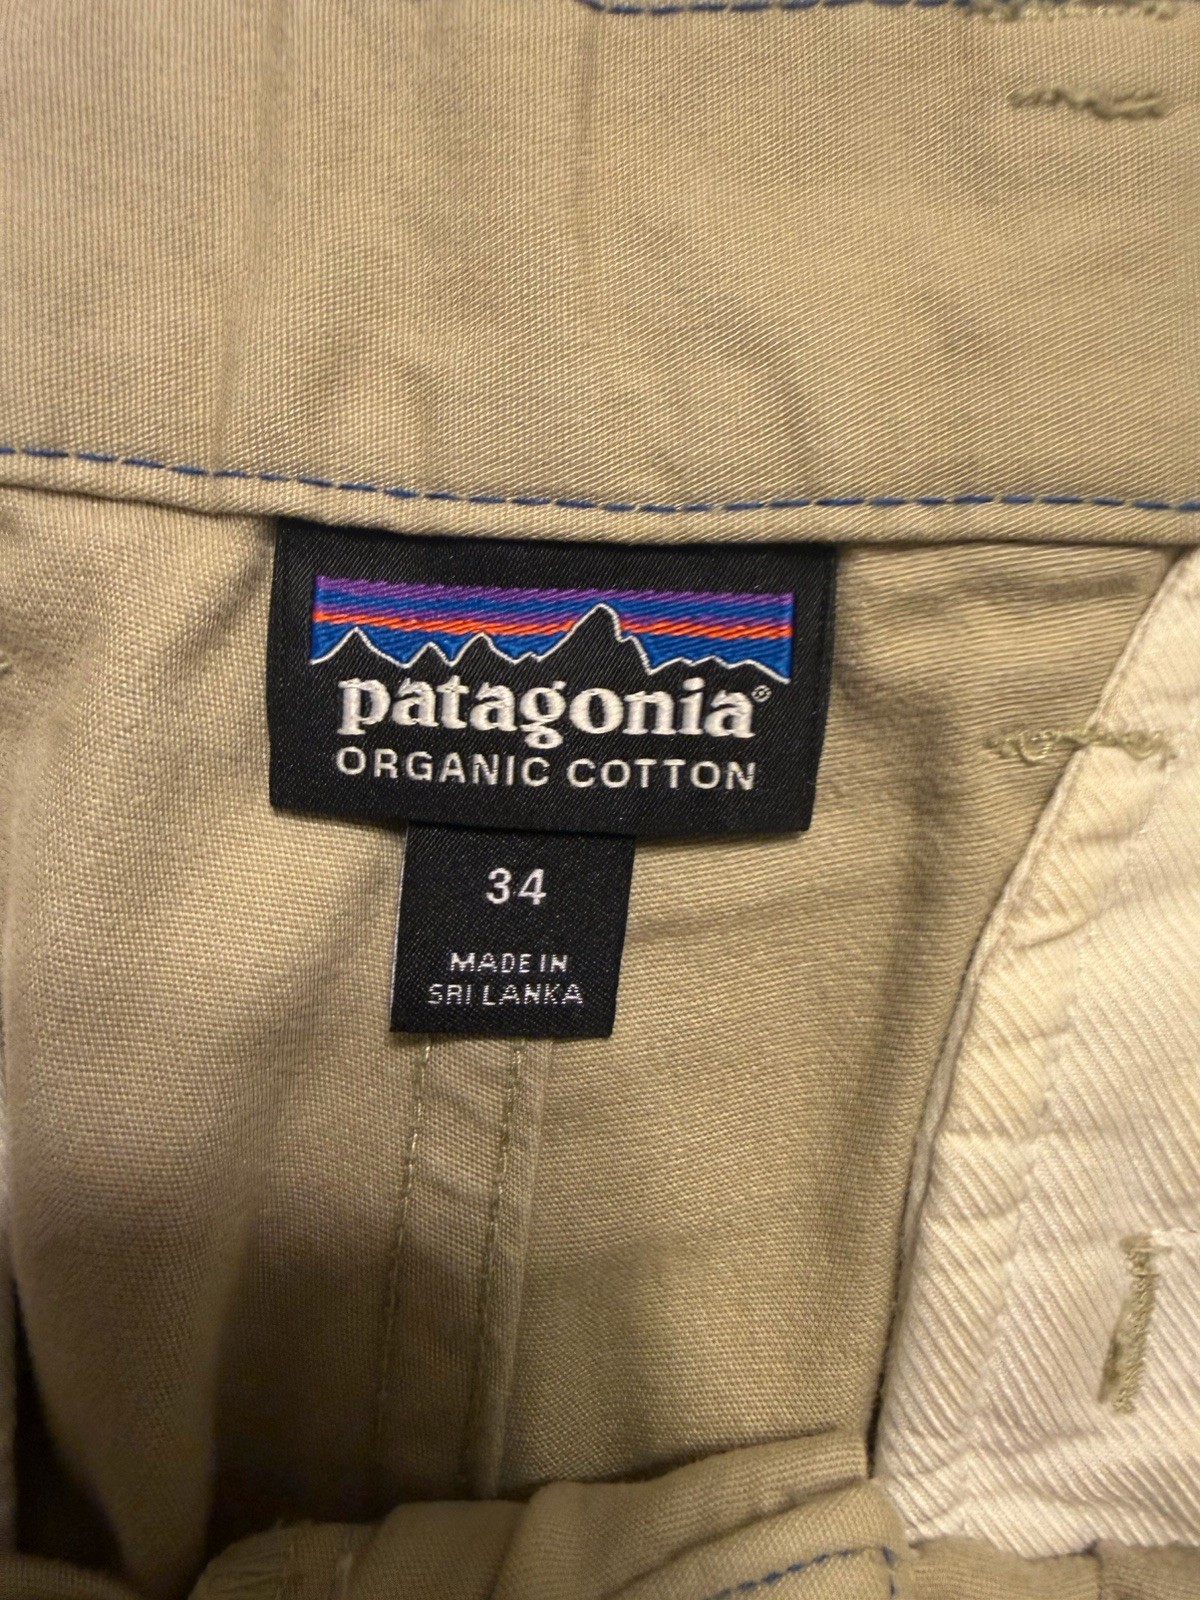 patagonia®
ORGANIC COTTON
34
MADE IN
SRI LANKA